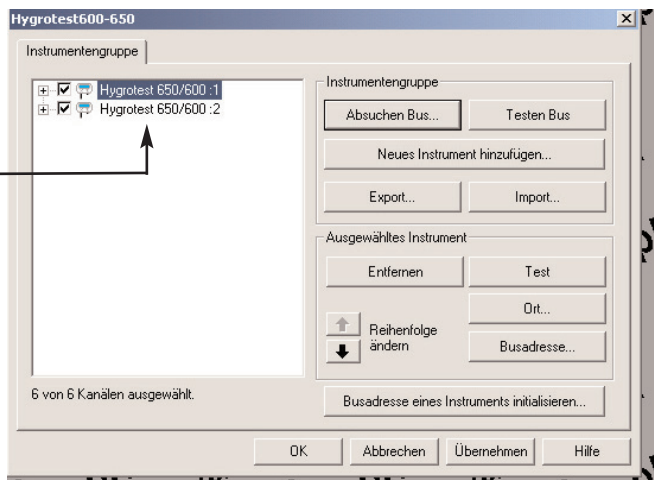 Hygrotest600-650
Instrumentengruppe
Hygrotest 650/600 :1
Hygrotest 650/600 :2
6 von 6 Kanälen ausgewählt.
Instrumentengruppe
Absuchen Bus... Testen Bus
Neues Instrument hinzufügen...
Export... Import...
Ausgewähltes Instrument
Entfernen Test
Ort...
Reihenfolge
ändern
Busadresse...
Busadresse eines Instruments initialisieren...
OK Abbrechen Übernehmen Hilfe